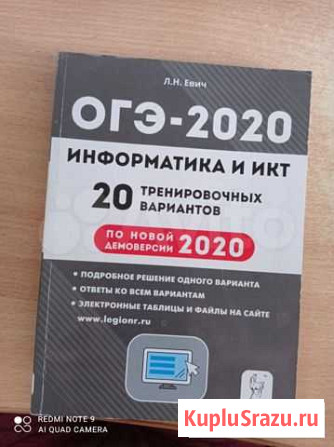 Л.Н. Евич
ОГЭ-2020
ИНФОРМАТИКА И ИКТ
20 ТРЕНИРОВОЧНЫХ
ВАРИАНТОВ
ПО НОВОЙ
ДЕМОВЕРСИИ 2020
• ПОДРОБНОЕ РЕШЕНИЕ ОДНОГО ВАРИАНТА
• ОТВЕТЫ КО ВСЕМ ВАРИАНТАМ
• ЭЛЕКТРОННЫЕ ТАБЛИЦЫ И ФАЙЛЫ НА САЙТЕ
www.legionr.ru
REDMI NOTE 9
AI QUAD CAMERA
KupluSrazu.ru